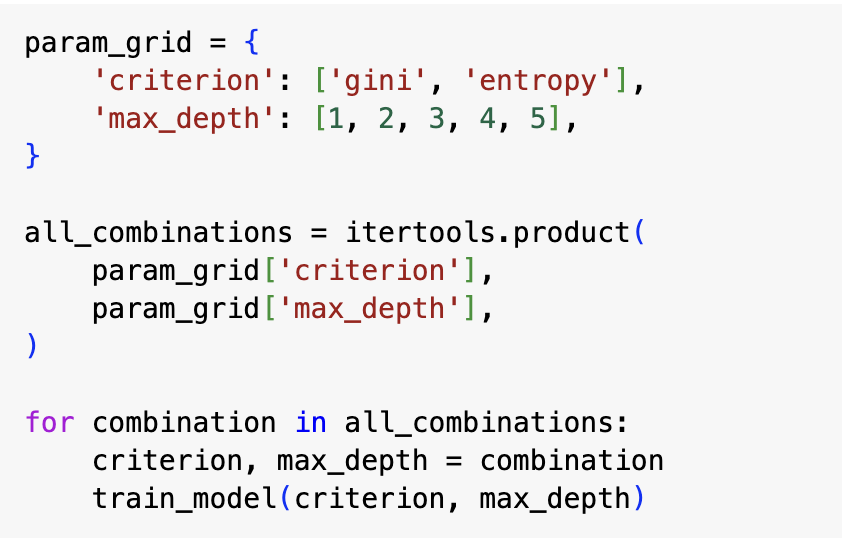 param_grid = {
    'criterion': ['gini', 'entropy'],
    'max_depth': [1, 2, 3, 4, 5],
}

all_combinations = itertools.product(
    param_grid['criterion'],
    param_grid['max_depth'],
)

for combination in all_combinations:
    criterion, max_depth = combination
    train_model(criterion, max_depth)